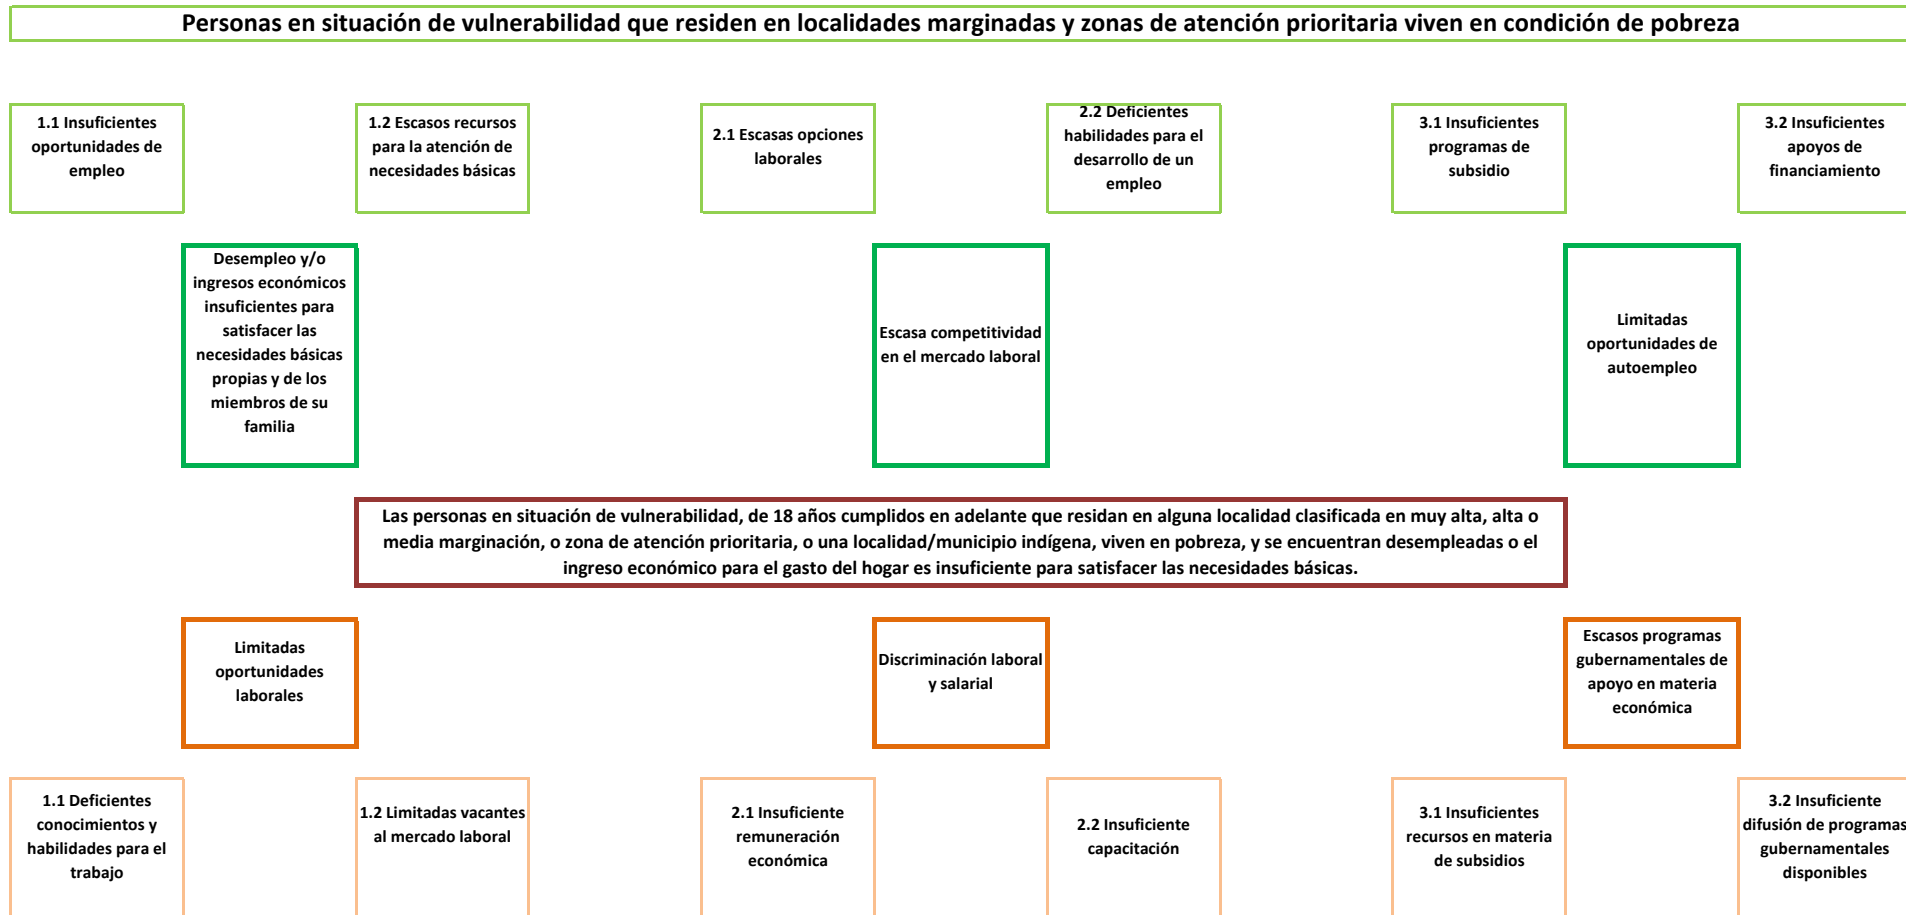 Personas en situación de vulnerabilidad que residen en localidades marginadas y zonas de atención prioritaria viven en condición de pobreza
1.1 Insuficientes
oportunidades de
empleo
1.2 Escasos recursos
para la atención de
necesidades básicas
2.1 Escasas opciones
laborales
2.2 Deficientes
habilidades para el
desarrollo de un
empleo
3.1 Insuficientes
programas de
subsidio
3.2 Insuficientes
apoyos de
financiamiento
Desempleo y/o
ingresos económicos
insuficientes para
satisfacer las
necesidades básicas
propias y de los
miembros de su
familia
Escasa competitividad
en el mercado laboral
Limitadas
oportunidades de
autoempleo
Las personas en situación de vulnerabilidad, de 18 años cumplidos en adelante que residan en alguna localidad clasificada en muy alta, alta o
media marginación, o zona de atención prioritaria, o una localidad/municipio indígena, viven en pobreza, y se encuentran desempleadas o el
ingreso económico para el gasto del hogar es insuficiente para satisfacer las necesidades básicas.
Limitadas
oportunidades
laborales
Discriminación laboral
y salarial
Escasos programas
gubernamentales de
apoyo en materia
económica
1.1 Deficientes
conocimientos y
habilidades para el
trabajo
1.2 Limitadas vacantes
al mercado laboral
2.1 Insuficiente
remuneración
económica
2.2 Insuficiente
capacitación
3.1 Insuficientes
recursos en materia
de subsidios
3.2 Insuficiente
difusión de programas
gubernamentales
disponibles